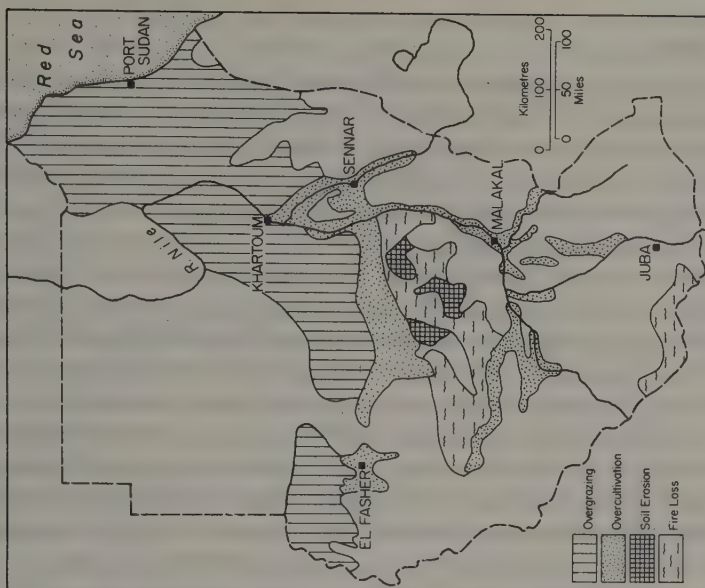 Red
Sea
PORT
SUDAN
R. Nile
KHARTOUM
SENNAR
EL FASHER
MALAKAL
JUBA
Kilometres
0 100 200
0 50 100
Miles
Overgrazing
Overcultivation
Soil Erosion
Fire Loss